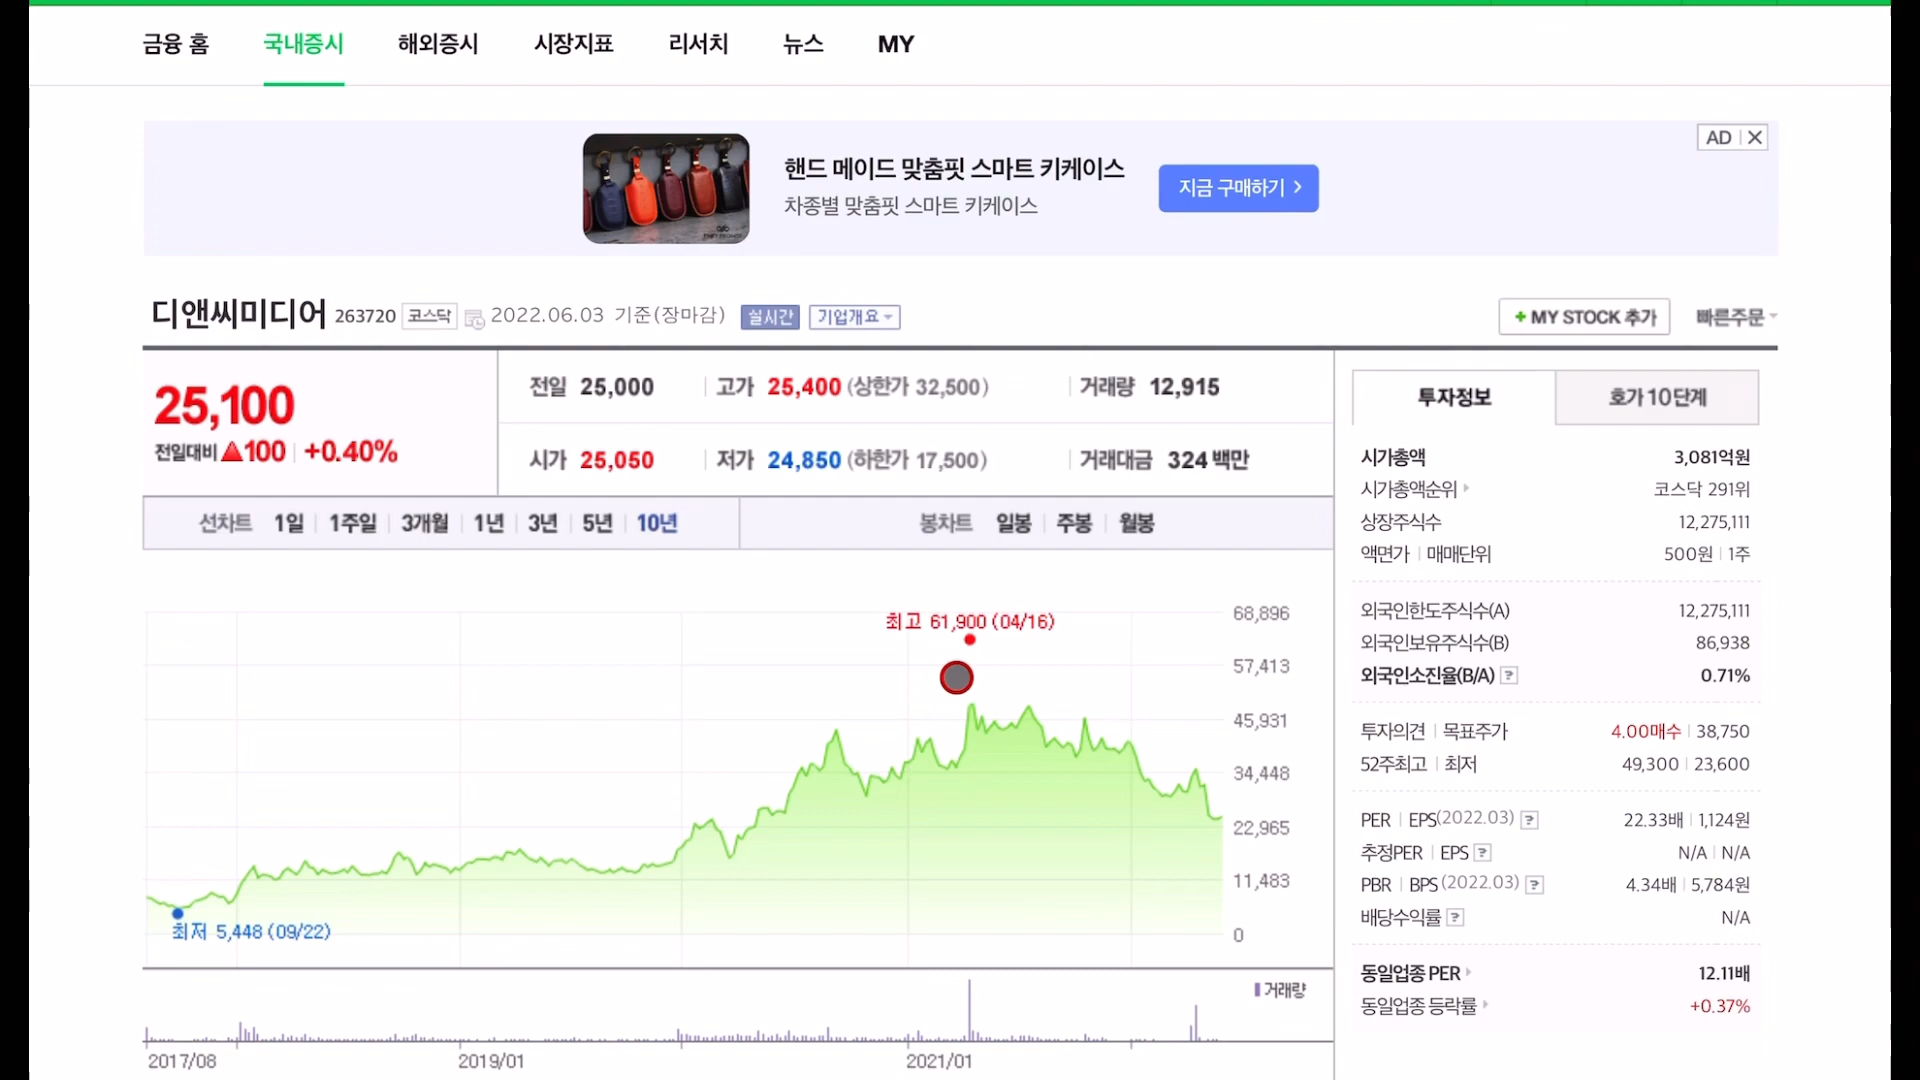 금융 홈 국내증시 해외증시 시장지표 리서치 뉴스 MY
AD
핸드 메이드 맞춤핏 스마트 키케이스
차종별 맞춤핏 스마트 키케이스
지금 구매하기
디앤씨미디어 263720 코스닥 2022.06.03 기준(장마감) 실시간 기업개요
+ MY STOCK 추가 빠른주문
25,100
전일대비 ▲100 +0.40%
전일 25,000 고가 25,400 (상한가 32,500) 거래량 12,915
시가 25,050 저가 24,850 (하한가 17,500) 거래대금 324 백만
선차트 1일 1주일 3개월 1년 3년 5년 10년 봉차트 일봉 주봉 월봉
최고 61,900 (04/16)
68,896
57,413
45,931
34,448
22,965
11,483
0
최저 5,448 (09/22)
거래량
2017/08 2019/01 2021/01
투자정보 호가 10단계
시가총액 3,081억원
시가총액순위 코스닥 291위
상장주식수 12,275,111
액면가 매매단위 500원 1주
외국인한도주식수(A) 12,275,111
외국인보유주식수(B) 86,938
외국인소진율(B/A) ? 0.71%
투자의견 목표주가 4.00매수 38,750
52주최고 최저 49,300 23,600
PER EPS(2022.03) ? 22.33배 1,124원
추정PER EPS ? N/A N/A
PBR BPS (2022.03) ? 4.34배 5,784원
배당수익률 ? N/A
동일업종 PER 12.11배
동일업종 등락률 +0.37%